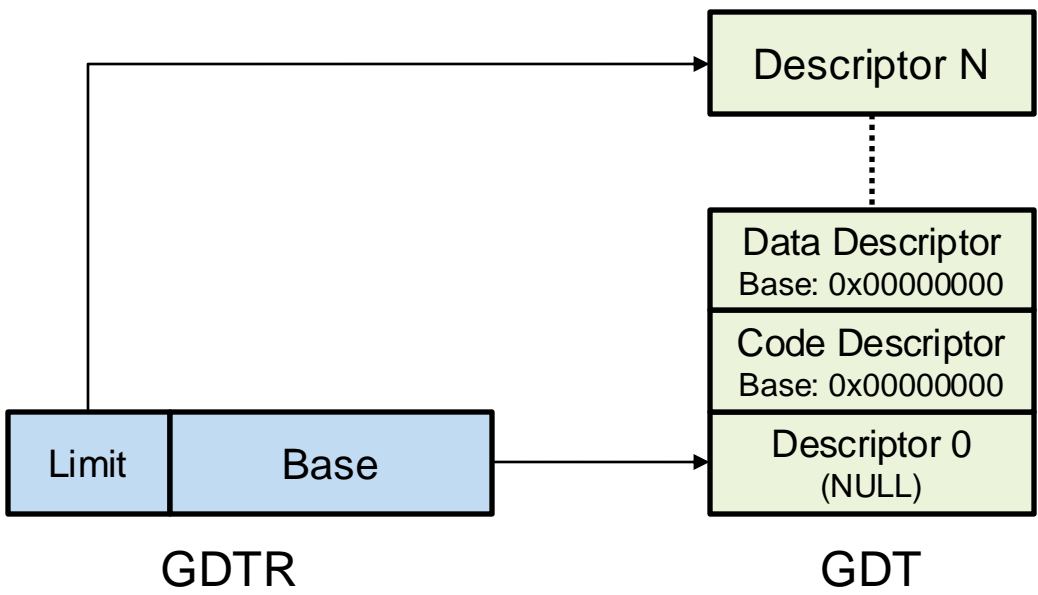 Descriptor N
Data Descriptor
Base: 0x00000000
Code Descriptor
Base: 0x00000000
Limit
Base
Descriptor 0
(NULL)
GDTR
GDT